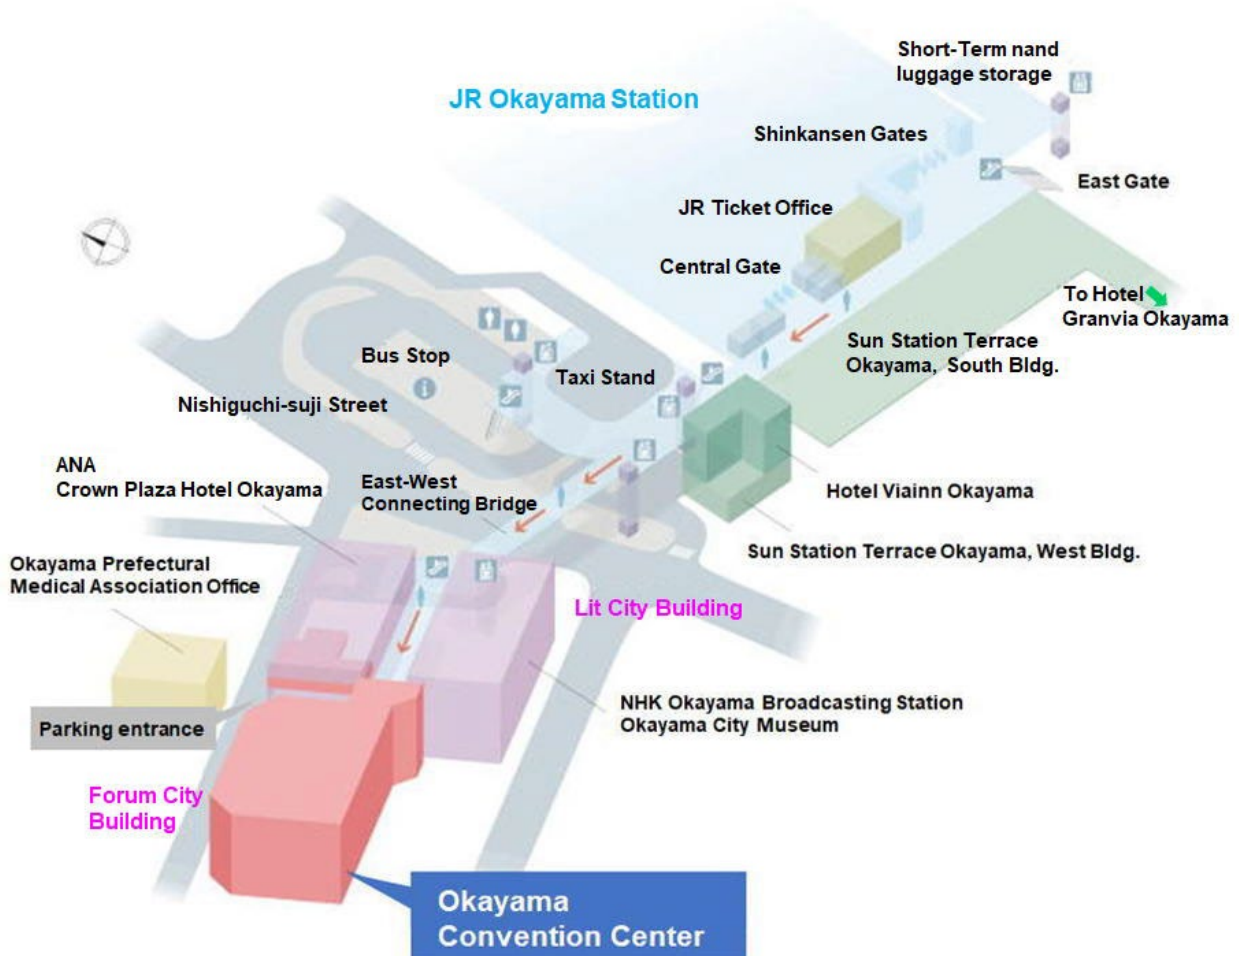 Short-Term nand
luggage storage
JR Okayama Station
Shinkansen Gates
East Gate
JR Ticket Office
Central Gate
To Hotel
Granvia Okayama
Sun Station Terrace
Okayama, South Bldg.
Bus Stop
Taxi Stand
Nishiguchi-suji Street
ANA
Crown Plaza Hotel Okayama
East-West
Connecting Bridge
Hotel Viainn Okayama
Sun Station Terrace Okayama, West Bldg.
Okayama Prefectural
Medical Association Office
Lit City Building
NHK Okayama Broadcasting Station
Okayama City Museum
Parking entrance
Forum City
Building
Okayama
Convention Center